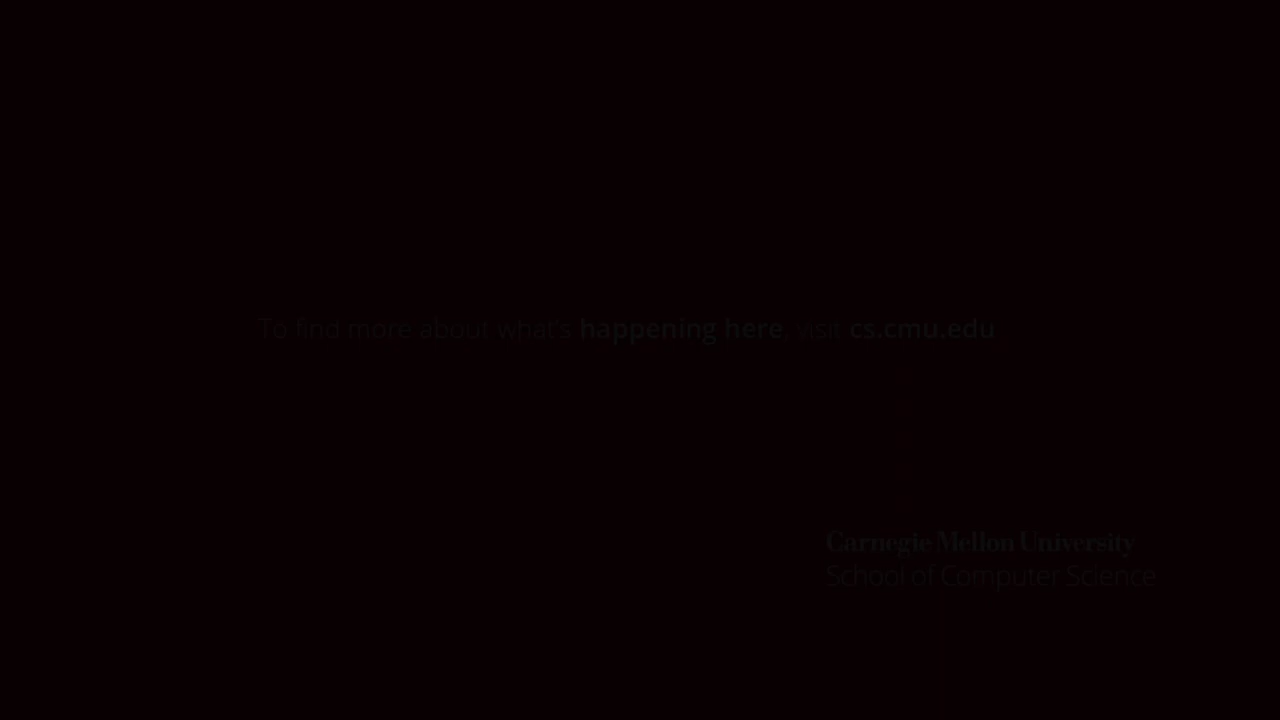 To find more about what's happening here, visit cs.cmu.edu
Carnegie Mellon University
School of Computer Science